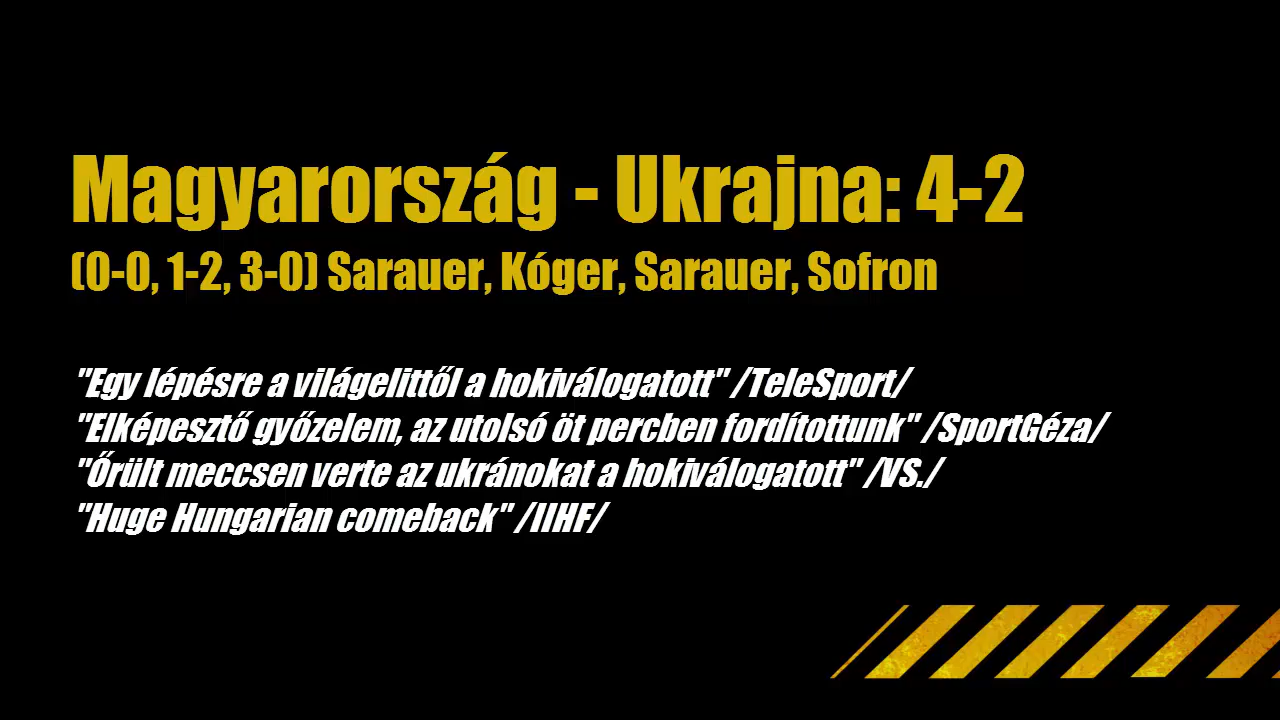 Magyarország - Ukrajna: 4-2
(0-0, 1-2, 3-0) Sarauer, Kóger, Sarauer, Sofron
"Egy lépésre a világelittől a hokiválogatott" /TeleSport/
"Elképesztő győzelem, az utolsó öt percben fordítottunk" /SportGéza/
"Őrült meccsen verte az ukránokat a hokiválogatott" /VS./
"Huge Hungarian comeback" /IIHF/